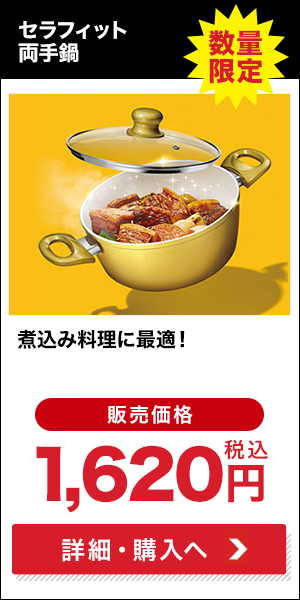 セラフィット
両手鍋
数量
限定
煮込み料理に最適！
販売価格
1,620円
税込
詳細・購入へ